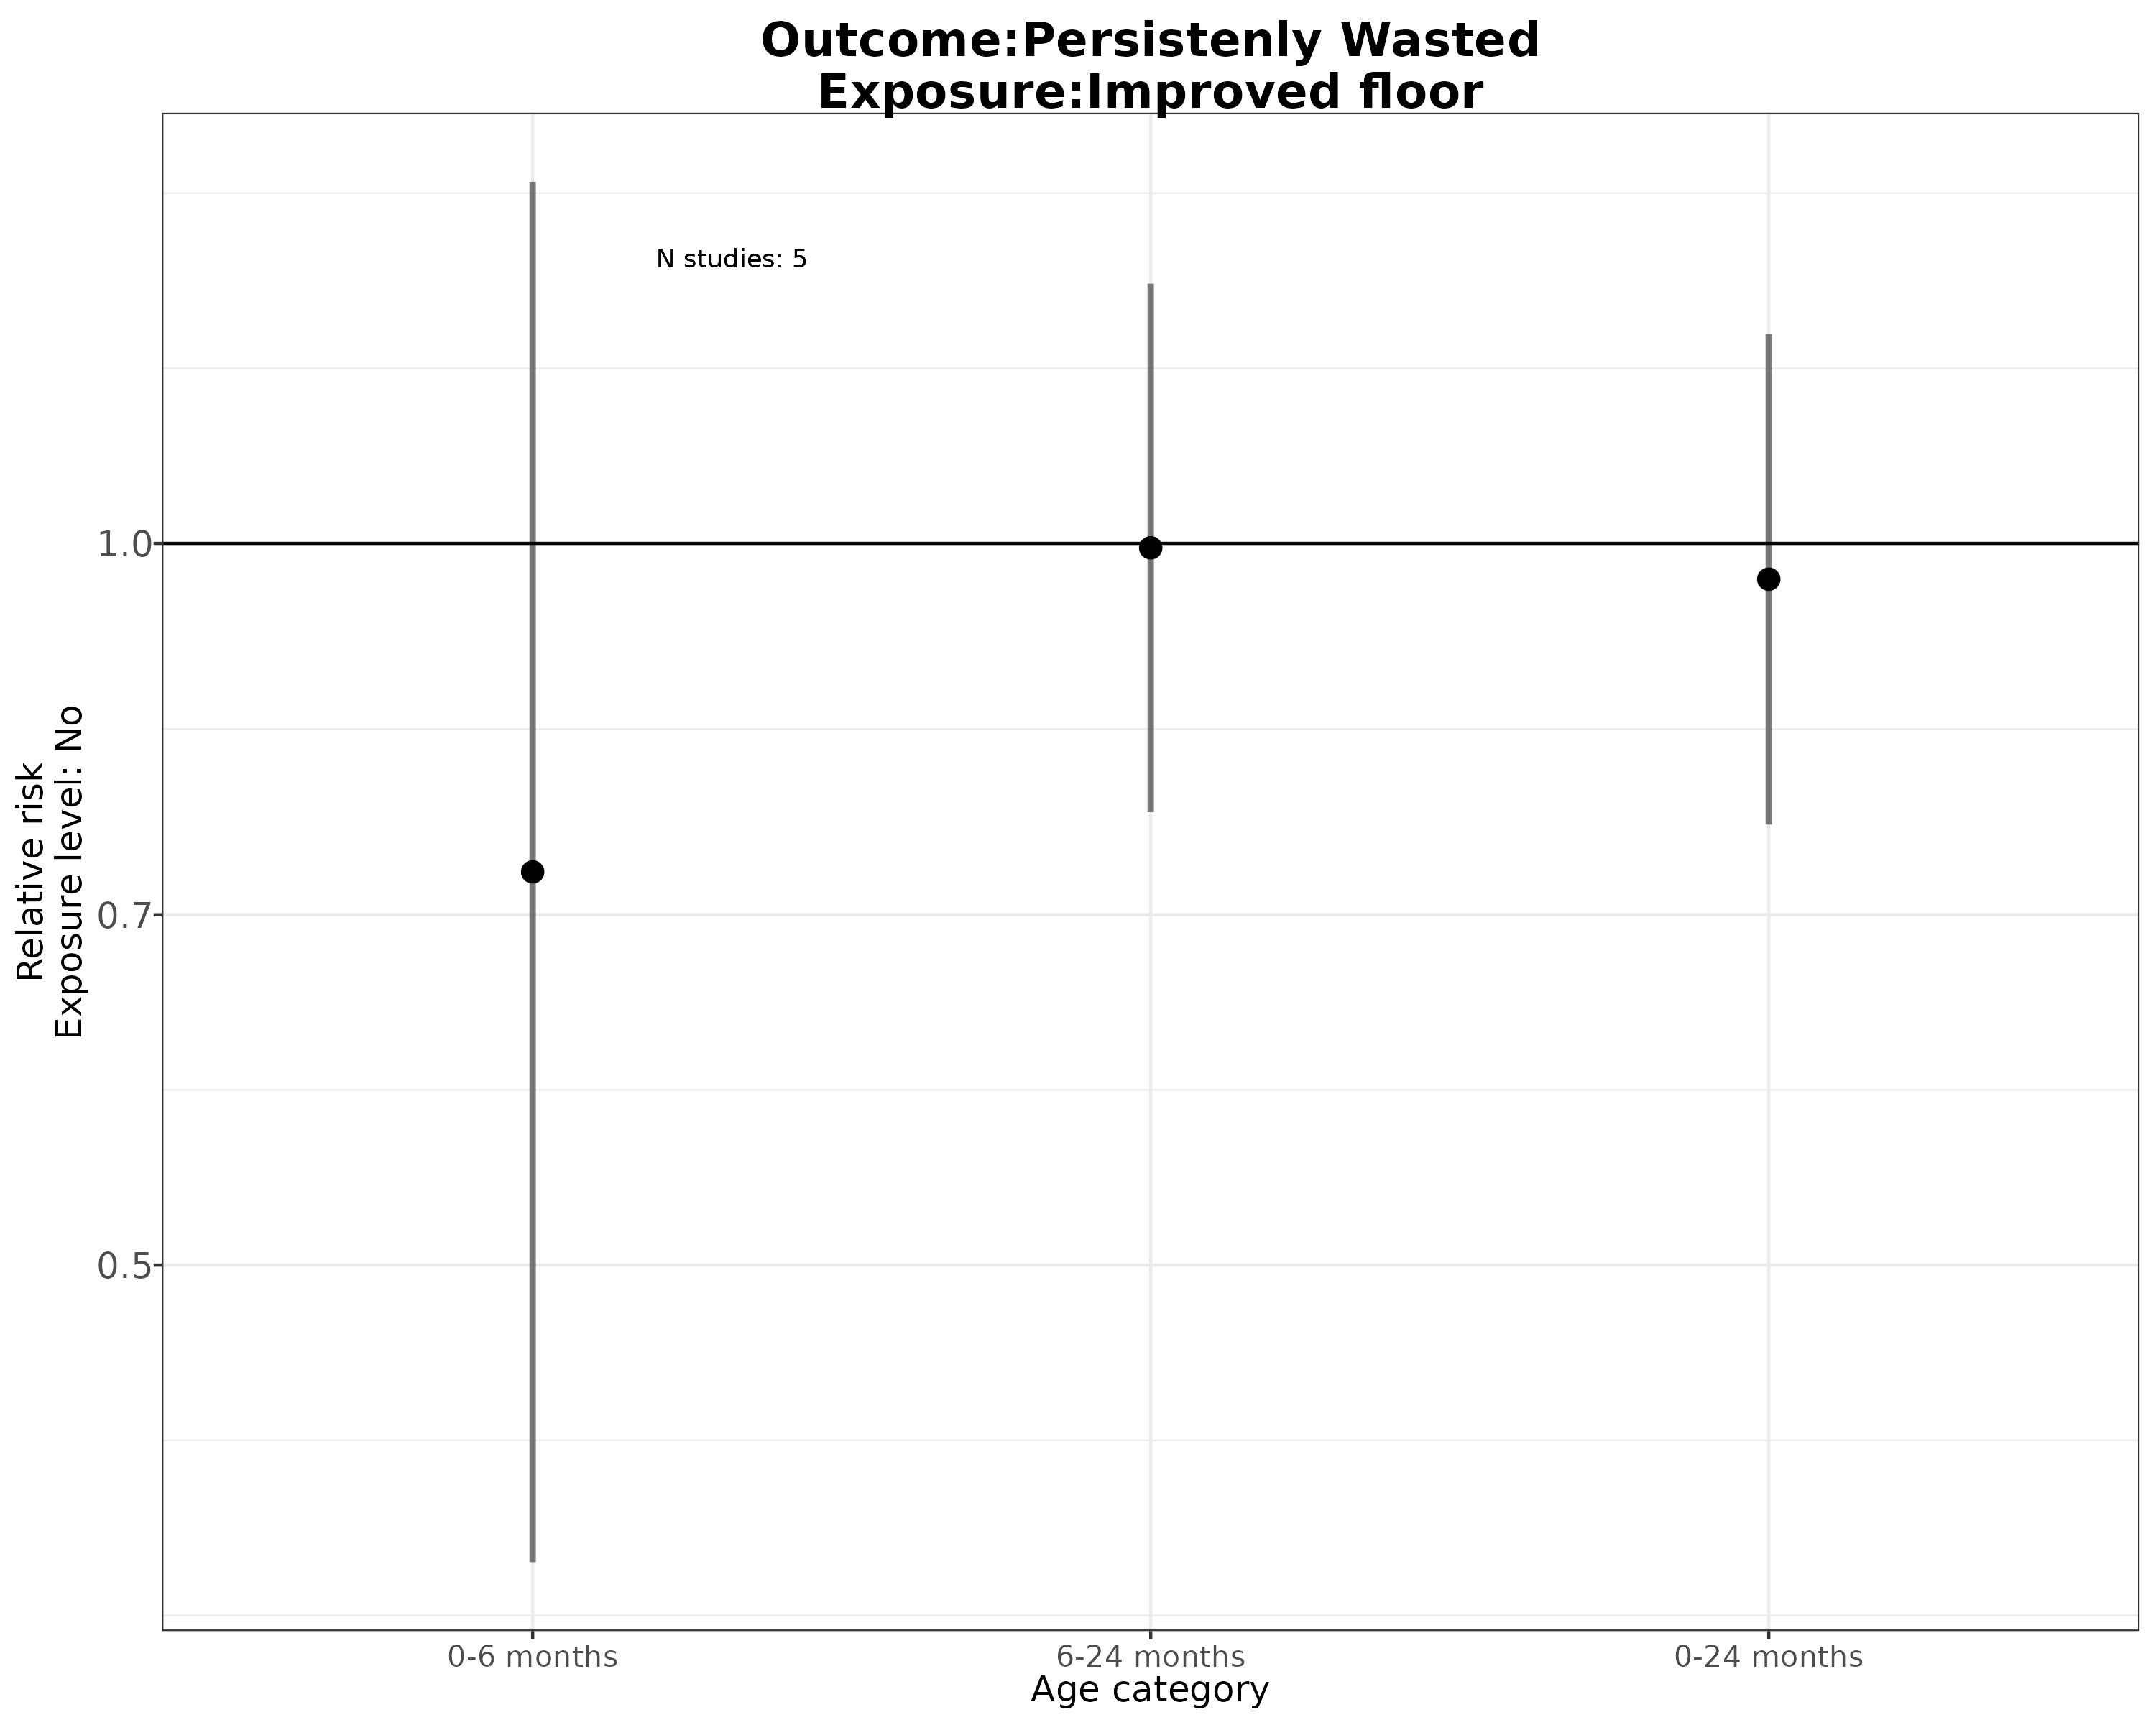 Outcome:Persistenly Wasted
Exposure:Improved floor
N studies: 5
Relative risk
Exposure level: No
1.0
0.7
0.5
0-6 months
6-24 months
0-24 months
Age category